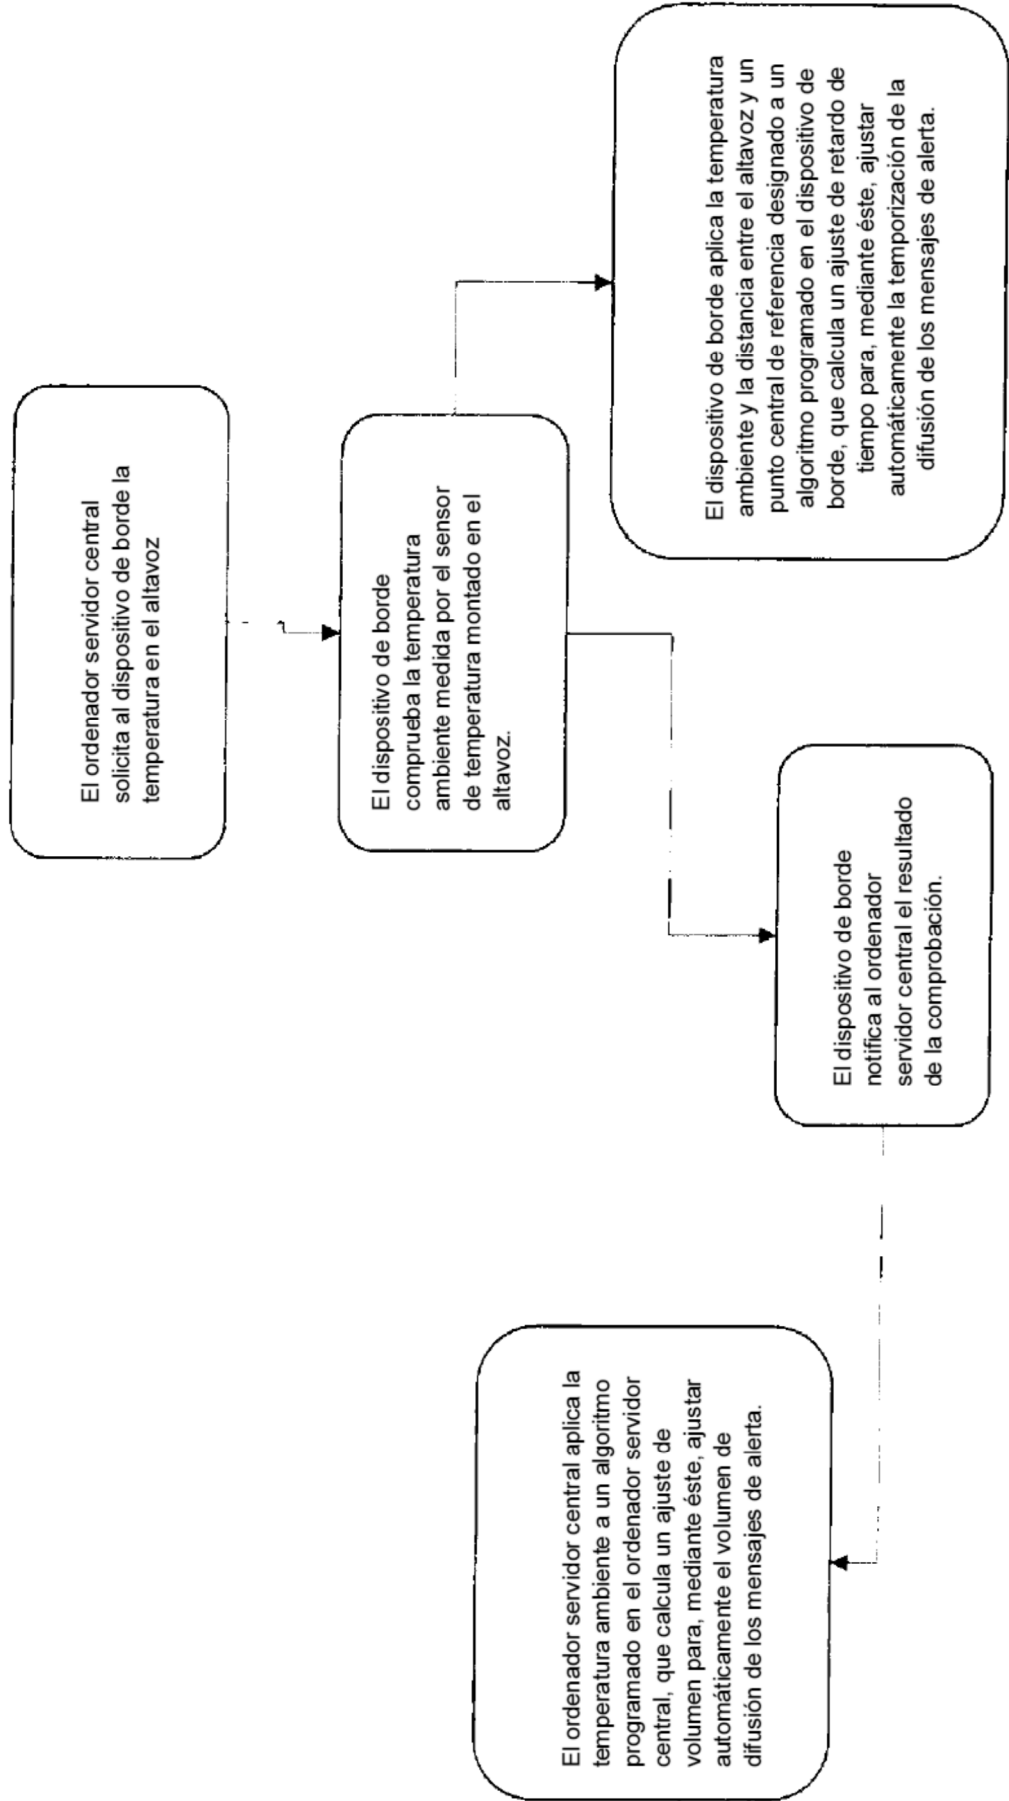 El ordenador servidor central
solicita al dispositivo de borde la
temperatura en el altavoz
El dispositivo de borde
comprueba la temperatura
ambiente medida por el sensor
de temperatura montado en el
altavoz.
El dispositivo de borde aplica la temperatura
ambiente y la distancia entre el altavoz y un
punto central de referencia designado a un
algoritmo programado en el dispositivo de
borde, que calcula un ajuste de retardo de
tiempo para, mediante éste, ajustar
automáticamente la temporización de la
difusión de los mensajes de alerta.
El dispositivo de borde
notifica al ordenador
servidor central el resultado
de la comprobación.
El ordenador servidor central aplica la
temperatura ambiente a un algoritmo
programado en el ordenador servidor
central, que calcula un ajuste de
volumen para, mediante éste, ajustar
automáticamente el volumen de
difusión de los mensajes de alerta.